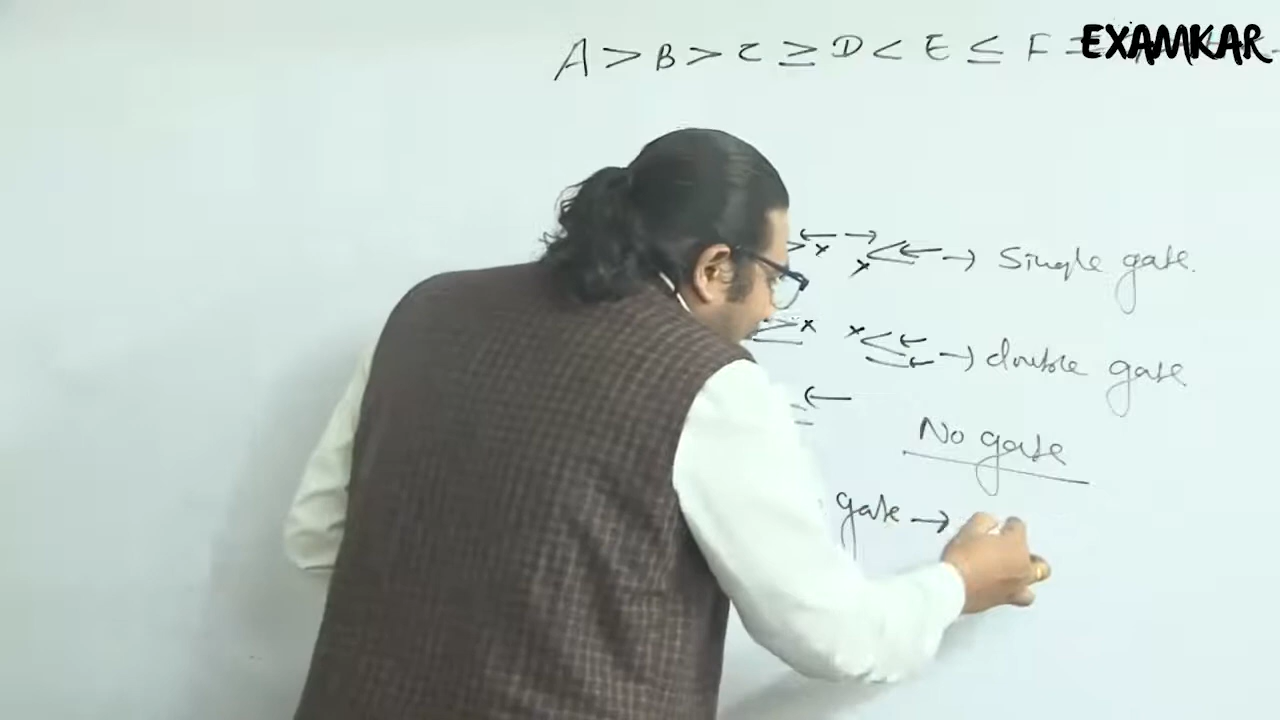 A > B > C ≥ D < E ≤ F =
EXAMKAR
> x x < → Single gate.
≥ x x ≤ → double gate
=
No gate
gate →